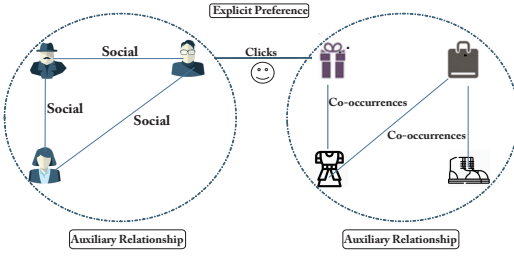 Explicit Preference
Social
Clicks
Social
Social
Co-occurrences
Co-occurrences
Auxiliary Relationship
Auxiliary Relationship